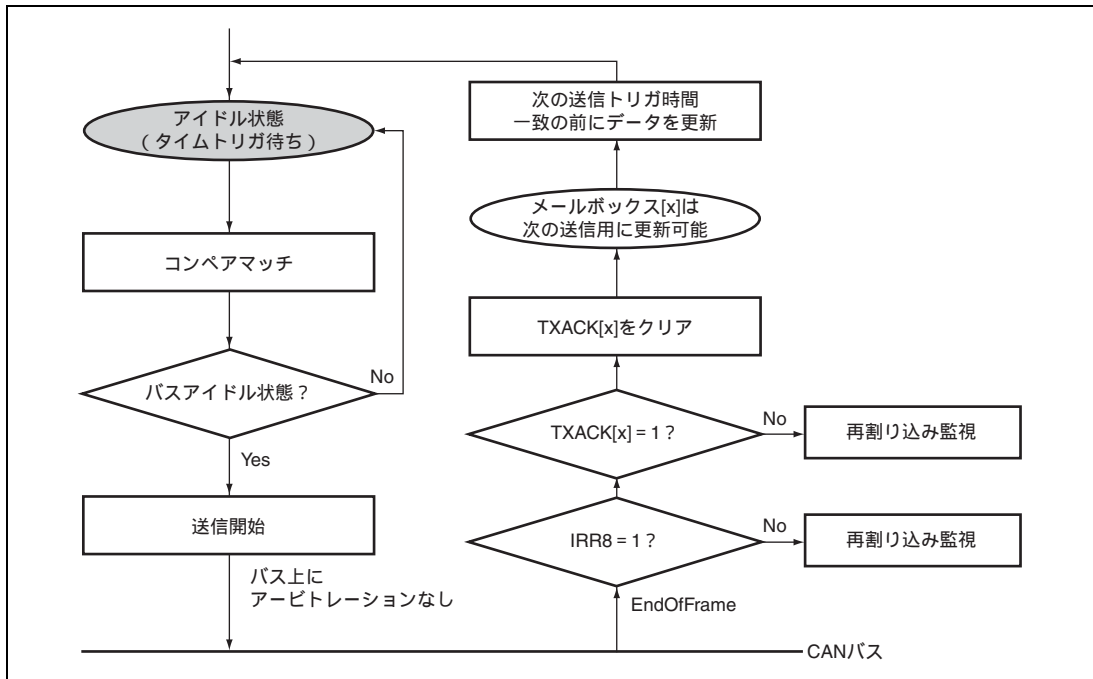 アイドル状態
（タイムトリガ待ち）
コンペアマッチ
バスアイドル状態？
No
Yes
送信開始
バス上に
アービトレーションなし
次の送信トリガ時間
一致の前にデータを更新
メールボックス[x]は
次の送信用に更新可能
TXACK[x]をクリア
TXACK[x] = 1？
No
再割り込み監視
IRR8 = 1？
No
再割り込み監視
EndOfFrame
CANバス